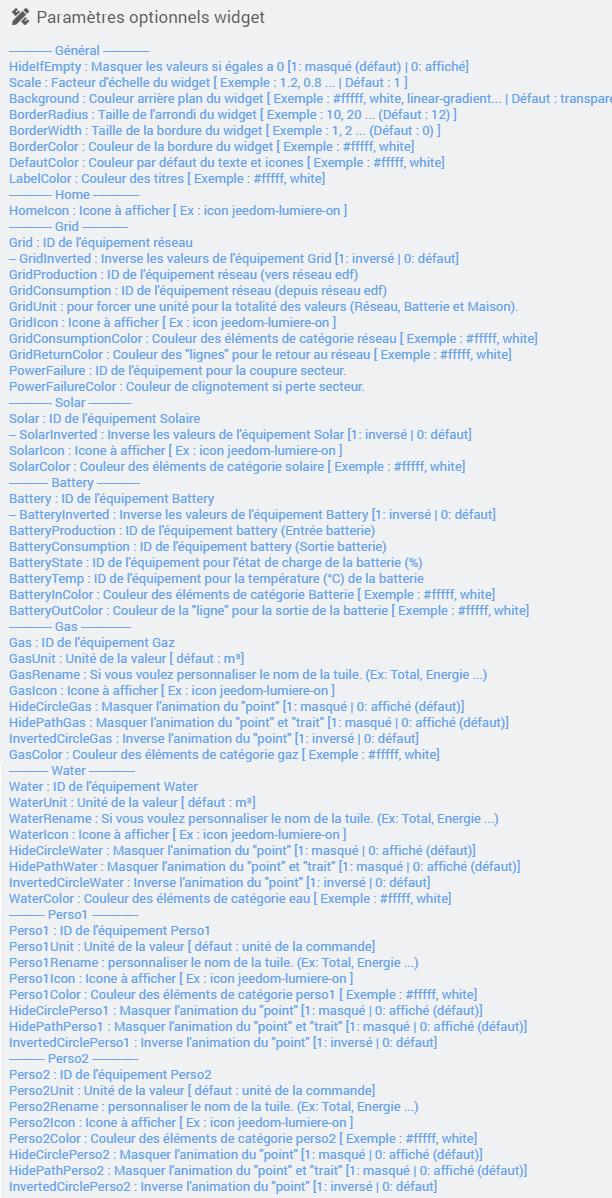 Paramètres optionnels widget
------------ Général -------------
HideIfEmpty : Masquer les valeurs si égales a 0 [1: masqué (défaut) | 0: affiché]
Scale : Facteur d'échelle du widget [ Exemple : 1.2, 0.8 ... | Défaut : 1 ]
Background : Couleur arrière plan du widget [ Exemple : #fffff, white, linear-gradient... | Défaut : transpare
BorderRadius : Taille de l'arrondi du widget [ Exemple : 10, 20 ... (Défaut : 12) ]
BorderWidth : Taille de la bordure du widget [ Exemple : 1, 2 ... (Défaut : 0) ]
BorderColor : Couleur de la bordure du widget [ Exemple : #fffff, white]
DefautColor : Couleur par défaut du texte et icones [ Exemple : #fffff, white]
LabelColor : Couleur des titres [ Exemple : #fffff, white]
------------ Home -------------
HomeIcon : Icone à afficher [ Ex : icon jeedom-lumiere-on ]
------------ Grid -------------
Grid : ID de l'équipement réseau
-- GridInverted : Inverse les valeurs de l'équipement Grid [1: inversé | 0: défaut]
GridProduction : ID de l'équipement réseau (vers réseau edf)
GridConsumption : ID de l'équipement réseau (depuis réseau edf)
GridUnit : pour forcer une unité pour la totalité des valeurs (Réseau, Batterie et Maison).
GridIcon : Icone à afficher [ Ex : icon jeedom-lumiere-on ]
GridConsumptionColor : Couleur des éléments de catégorie réseau [ Exemple : #fffff, white]
GridReturnColor : Couleur des "lignes" pour le retour au réseau [ Exemple : #fffff, white]
PowerFailure : ID de l'équipement pour la coupure secteur.
PowerFailureColor : Couleur de clignotement si perte secteur.
------------ Solar ------------
Solar : ID de l'équipement Solaire
-- SolarInverted : Inverse les valeurs de l'équipement Solar [1: inversé | 0: défaut]
SolarIcon : Icone à afficher [ Ex : icon jeedom-lumiere-on ]
SolarColor : Couleur des éléments de catégorie solaire [ Exemple : #fffff, white]
----------- Battery ------------
Battery : ID de l'équipement Battery
-- BatteryInverted : Inverse les valeurs de l'équipement Battery [1: inversé | 0: défaut]
BatteryProduction : ID de l'équipement battery (Entrée batterie)
BatteryConsumption : ID de l'équipement battery (Sortie batterie)
BatteryState : ID de l'équipement pour l'état de charge de la batterie (%)
BatteryTemp : ID de l'équipement pour la température (°C) de la batterie
BatteryInColor : Couleur des éléments de catégorie Batterie [ Exemple : #fffff, white]
BatteryOutColor : Couleur de la "ligne" pour la sortie de la batterie [ Exemple : #fffff, white]
------------ Gas --------------
Gas : ID de l'équipement Gaz
GasUnit : Unité de la valeur [ défaut : m³]
GasRename : Si vous voulez personnaliser le nom de la tuile. (Ex: Total, Energie ...)
GasIcon : Icone à afficher [ Ex : icon jeedom-lumiere-on ]
HideCircleGas : Masquer l'animation du "point" [1: masqué | 0: affiché (défaut)]
HidePathGas : Masquer l'animation du "point" et "trait" [1: masqué | 0: affiché (défaut)]
InvertedCircleGas : Inverse l'animation du "point" [1: inversé | 0: défaut]
GasColor : Couleur des éléments de catégorie gaz [ Exemple : #fffff, white]
----------- Water -------------
Water : ID de l'équipement Water
WaterUnit : Unité de la valeur [ défaut : m³]
WaterRename : Si vous voulez personnaliser le nom de la tuile. (Ex: Total, Energie ...)
WaterIcon : Icone à afficher [ Ex : icon jeedom-lumiere-on ]
HideCircleWater : Masquer l'animation du "point" [1: masqué | 0: affiché (défaut)]
HidePathWater : Masquer l'animation du "point" et "trait" [1: masqué | 0: affiché (défaut)]
InvertedCircleWater : Inverse l'animation du "point" [1: inversé | 0: défaut]
WaterColor : Couleur des éléments de catégorie eau [ Exemple : #fffff, white]
---------- Perso1 -------------
Perso1 : ID de l'équipement Perso1
Perso1Unit : Unité de la valeur [ défaut : unité de la commande]
Perso1Rename : personnaliser le nom de la tuile. (Ex: Total, Energie ...)
Perso1Icon : Icone à afficher [ Ex : icon jeedom-lumiere-on ]
Perso1Color : Couleur des éléments de catégorie perso1 [ Exemple : #fffff, white]
HideCirclePerso1 : Masquer l'animation du "point" [1: masqué | 0: affiché (défaut)]
HidePathPerso1 : Masquer l'animation du "point" et "trait" [1: masqué | 0: affiché (défaut)]
InvertedCirclePerso1 : Inverse l'animation du "point" [1: inversé | 0: défaut]
---------- Perso2 -------------
Perso2 : ID de l'équipement Perso2
Perso2Unit : Unité de la valeur [ défaut : unité de la commande]
Perso2Rename : personnaliser le nom de la tuile. (Ex: Total, Energie ...)
Perso2Icon : Icone à afficher [ Ex : icon jeedom-lumiere-on ]
Perso2Color : Couleur des éléments de catégorie perso2 [ Exemple : #fffff, white]
HideCirclePerso2 : Masquer l'animation du "point" [1: masqué | 0: affiché (défaut)]
HidePathPerso2 : Masquer l'animation du "point" et "trait" [1: masqué | 0: affiché (défaut)]
InvertedCirclePerso2 : Inverse l'animation du "point" [1: inversé | 0: défaut]